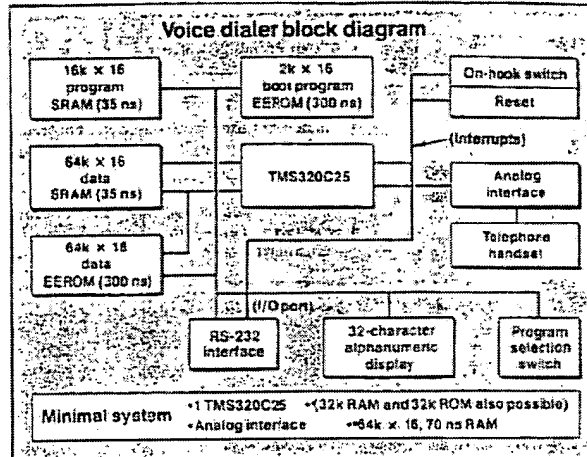 Voice dialer block diagram
16k × 16
program
SRAM (35 ns)
2k × 16
boot program
EEROM (300 ns)
On-hook switch
Reset
(Interrupts)
64k × 16
data
SRAM (35 ns)
TMS320C25
Analog
interface
64k × 16
data
EEROM (300 ns)
Telephone
handset
(I/O port)
RS-232
interface
32-character
alphanumeric
display
Program
selection
switch
Minimal system
•1 TMS320C25 •(32k RAM and 32k ROM also possible)
•Analog interface •64k × 16, 70 ns RAM